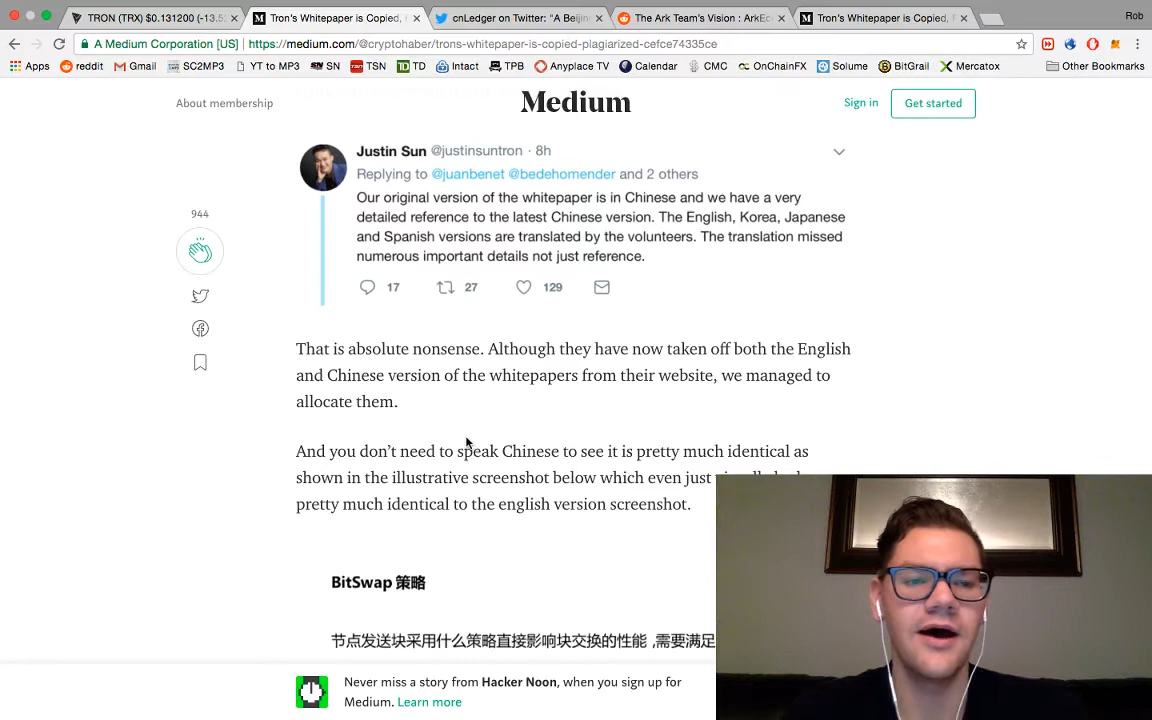 TRON (TRX) $0.131200 (-13.5
Tron's Whitepaper is Copied,
cnLedger on Twitter: "A Beijin
The Ark Team's Vision : ArkEc
Tron's Whitepaper is Copied,
Rob
A Medium Corporation [US]
https://medium.com/@cryptohaber/trons-whitepaper-is-copied-plagiarized-cefce74335ce
Apps reddit Gmail SC2MP3 YT to MP3 SN TSN TD Intact TPB Anyplace TV Calendar CMC OnChainFX Solume BitGrail Mercatox Other Bookmarks
About membership
Medium
Sign in
Get started
Justin Sun @justinsuntron · 8h
Replying to @juanbenet @bedehomender and 2 others
Our original version of the whitepaper is in Chinese and we have a very
detailed reference to the latest Chinese version. The English, Korea, Japanese
and Spanish versions are translated by the volunteers. The translation missed
numerous important details not just reference.
17 27 129
944
That is absolute nonsense. Although they have now taken off both the English
and Chinese version of the whitepapers from their website, we managed to
allocate them.
And you don't need to speak Chinese to see it is pretty much identical as
shown in the illustrative screenshot below which even just
pretty much identical to the english version screenshot.
BitSwap 策略
节点发送块采用什么策略直接影响块交换的性能 ,需要满足
Never miss a story from Hacker Noon, when you sign up for
Medium. Learn more